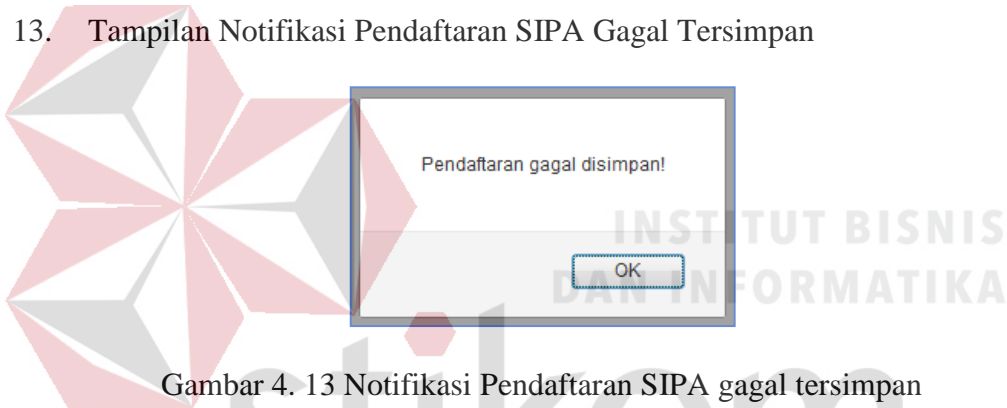 13. Tampilan Notifikasi Pendaftaran SIPA Gagal Tersimpan
Pendaftaran gagal disimpan!
INSTITUT BISNIS
OK
DAN INFORMATIKA
Gambar 4. 13 Notifikasi Pendaftaran SIPA gagal tersimpan
stikom